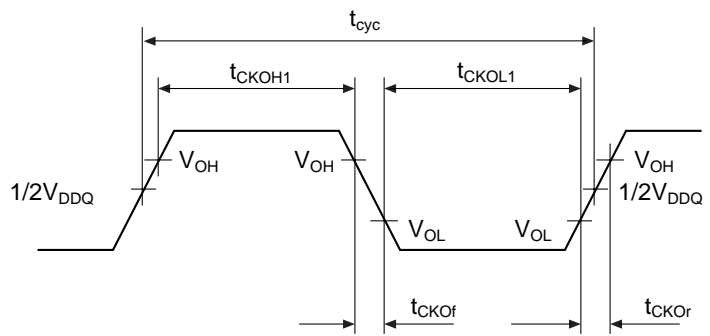 tcyc
tCKOH1 tCKOL1
VOH VOH VOH
1/2VDDQ 1/2VDDQ
VOL VOL
tCKOf tCKOr